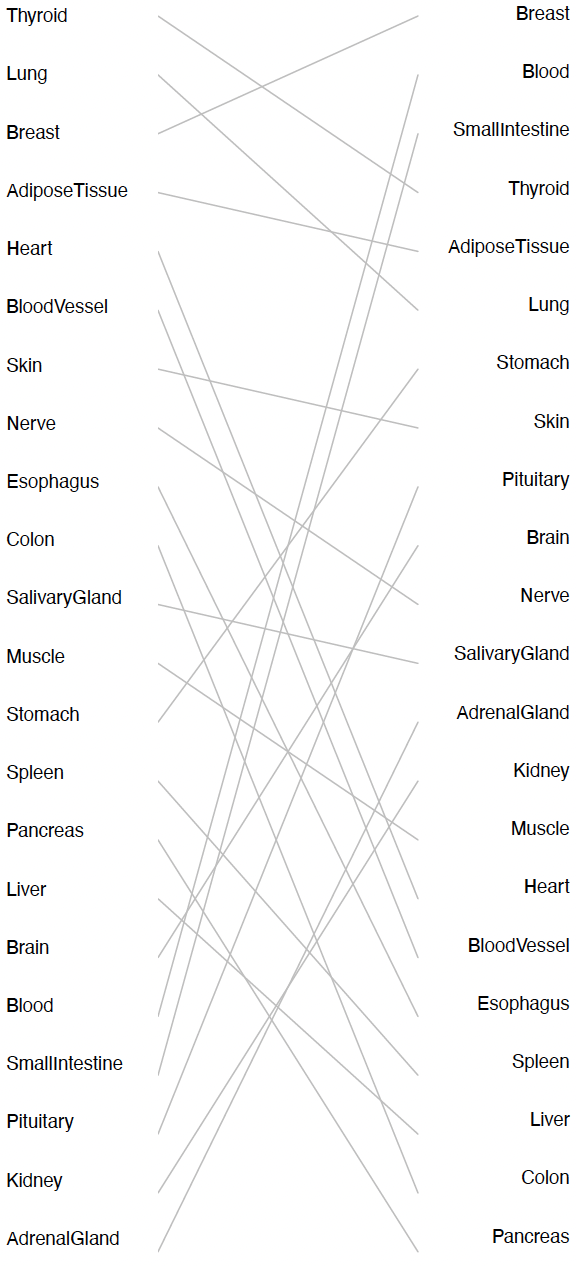 Thyroid
Lung
Breast
AdiposeTissue
Heart
BloodVessel
Skin
Nerve
Esophagus
Colon
SalivaryGland
Muscle
Stomach
Spleen
Pancreas
Liver
Brain
Blood
SmallIntestine
Pituitary
Kidney
AdrenalGland
Breast
Blood
SmallIntestine
Thyroid
AdiposeTissue
Lung
Stomach
Skin
Pituitary
Brain
Nerve
SalivaryGland
AdrenalGland
Kidney
Muscle
Heart
BloodVessel
Esophagus
Spleen
Liver
Colon
Pancreas